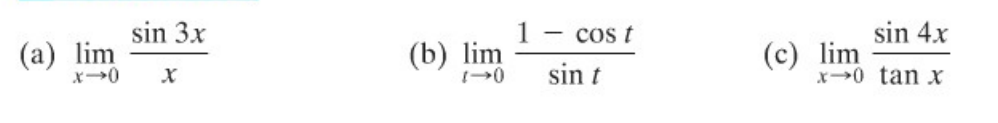 (a) lim x→0 sin 3x / x (b) lim t→0 1 − cos t / sin t (c) lim x→0 sin 4x / tan x